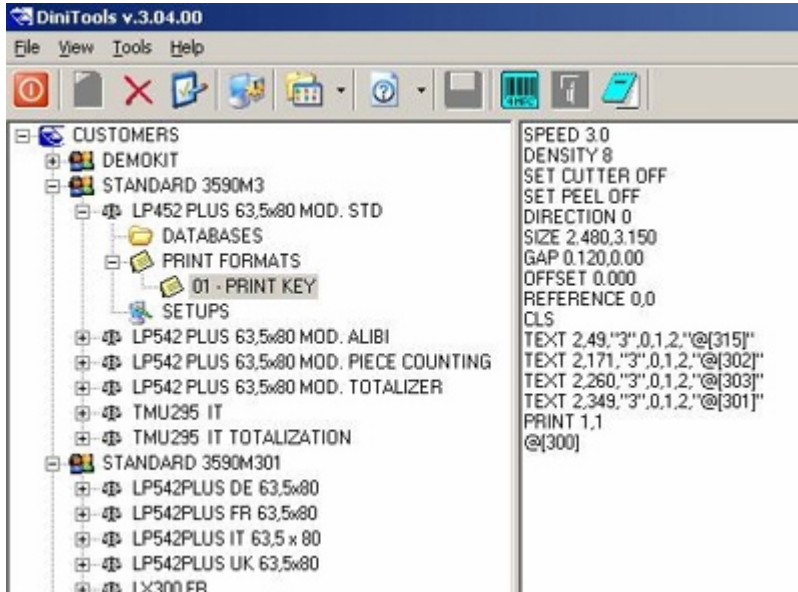 DiniTools v.3.04.00
File View Tools Help
CUSTOMERS
DEMOKIT
STANDARD 3590M3
LP452 PLUS 63,5x80 MOD. STD
DATABASES
PRINT FORMATS
01 - PRINT KEY
SETUPS
LP542 PLUS 63,5x80 MOD. ALIBI
LP542 PLUS 63,5x80 MOD. PIECE COUNTING
LP542 PLUS 63,5x80 MOD. TOTALIZER
TMU295 IT
TMU295 IT TOTALIZATION
STANDARD 3590M301
LP542PLUS DE 63,5x80
LP542PLUS FR 63,5x80
LP542PLUS IT 63,5 x 80
LP542PLUS UK 63,5x80
LX300 FR
SPEED 3.0
DENSITY 8
SET CUTTER OFF
SET PEEL OFF
DIRECTION 0
SIZE 2.480,3.150
GAP 0.120,0.00
OFFSET 0.000
REFERENCE 0,0
CLS
TEXT 2,49,"3",0,1,2,"@[315]"
TEXT 2,171,"3",0,1,2,"@[302]"
TEXT 2,260,"3",0,1,2,"@[303]"
TEXT 2,349,"3",0,1,2,"@[301]"
PRINT 1,1
@[300]